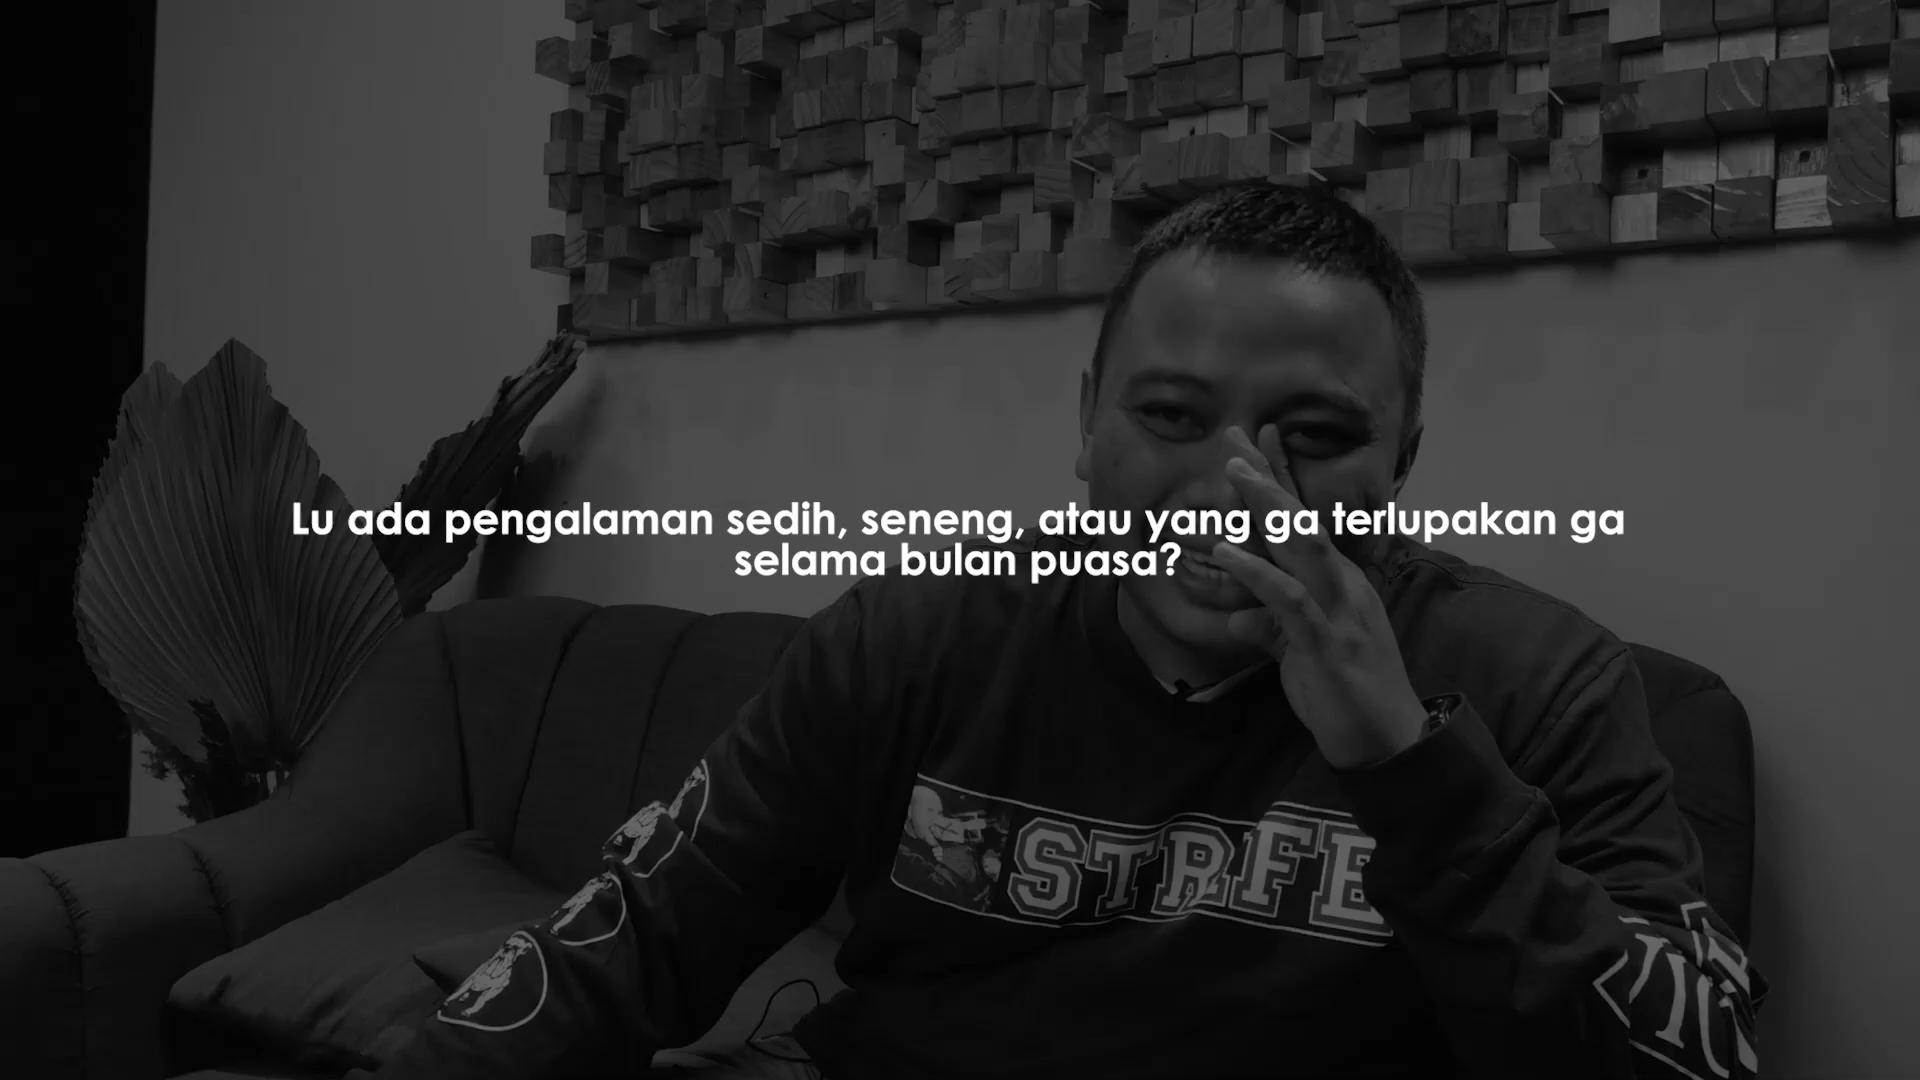 Lu ada pengalaman sedih, seneng, atau yang ga terlupakan ga
selama bulan puasa?
STRFE